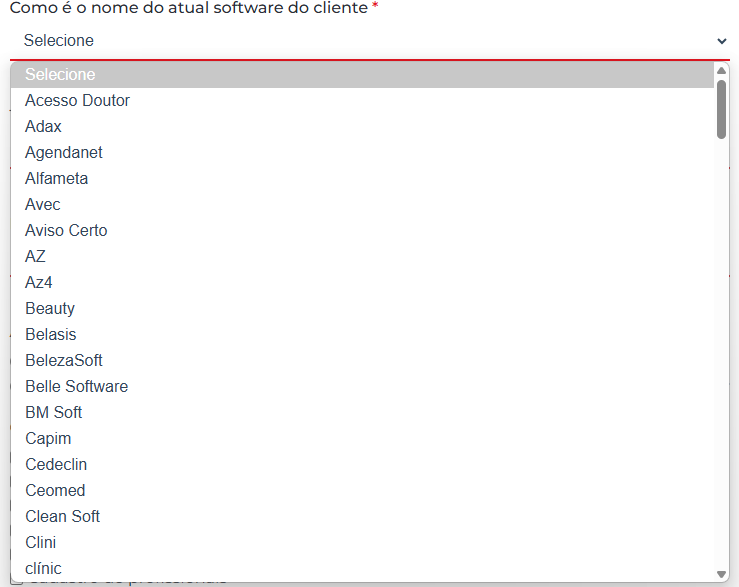 Como é o nome do atual software do cliente *
Selecione
Selecione
Acesso Doutor
Adax
Agendanet
Alfameta
Avec
Aviso Certo
AZ
Az4
Beauty
Belasis
BelezaSoft
Belle Software
BM Soft
Capim
Cedeclin
Ceomed
Clean Soft
Clini
clínic